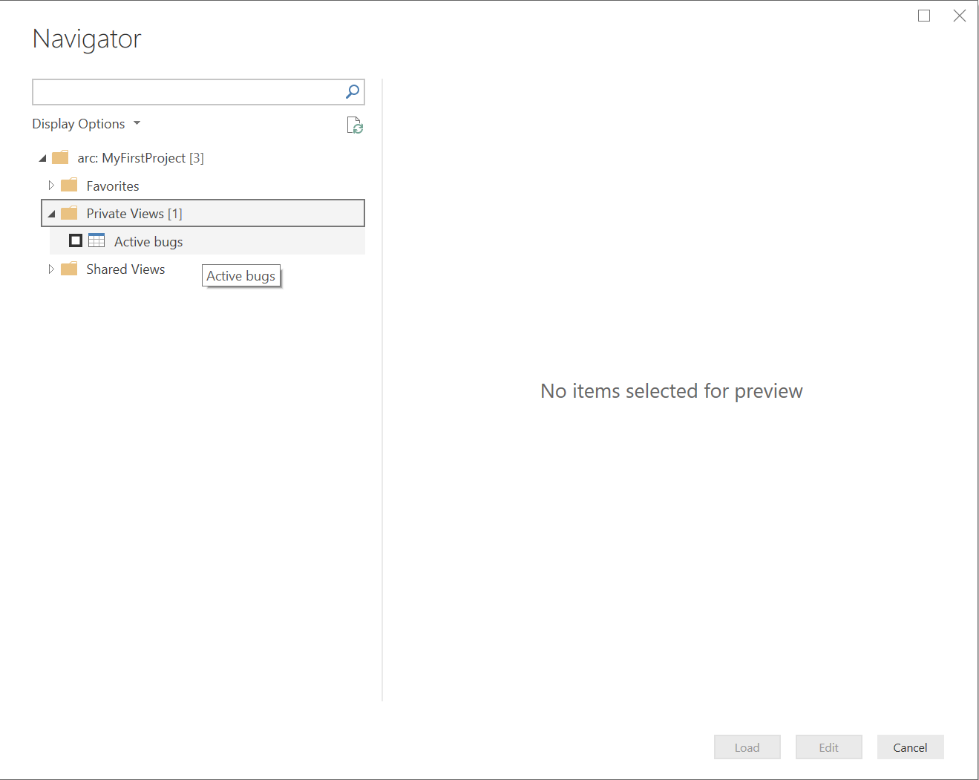 Navigator
Display Options
arc: MyFirstProject [3]
Favorites
Private Views [1]
Active bugs
Shared Views
Active bugs
No items selected for preview
Load
Edit
Cancel